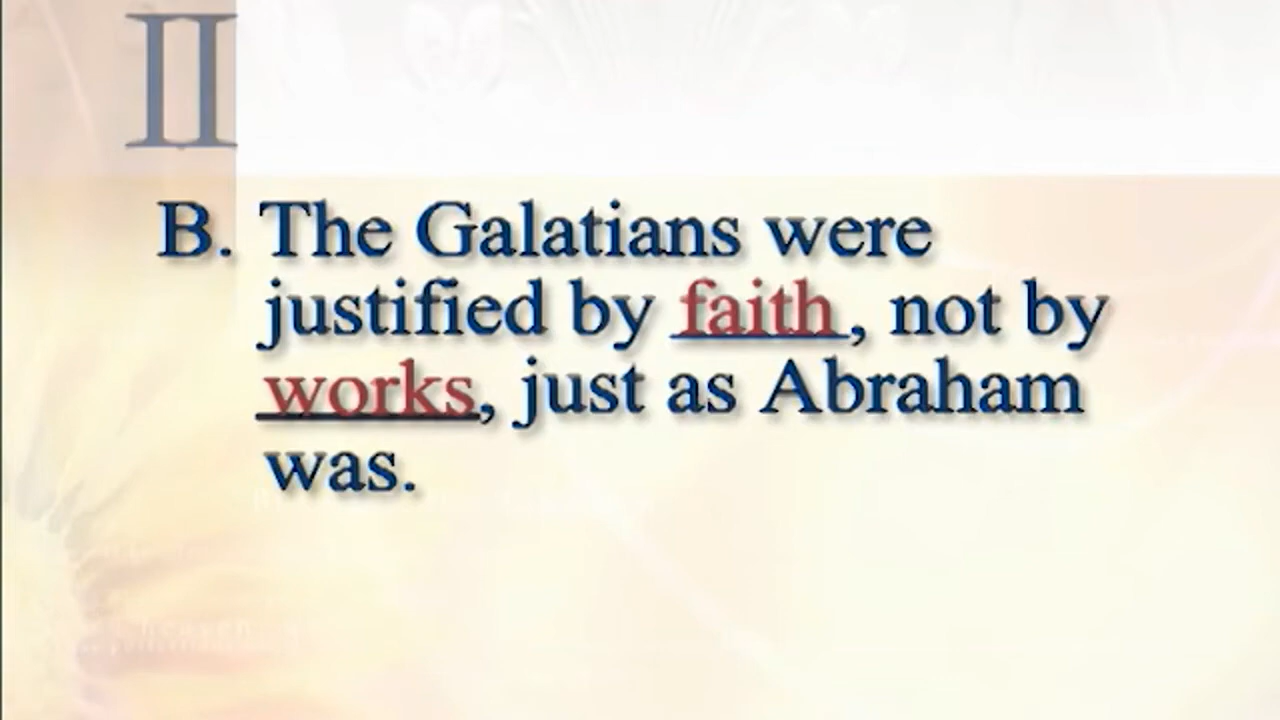 II
B. The Galatians were
justified by faith, not by
works, just as Abraham
was.